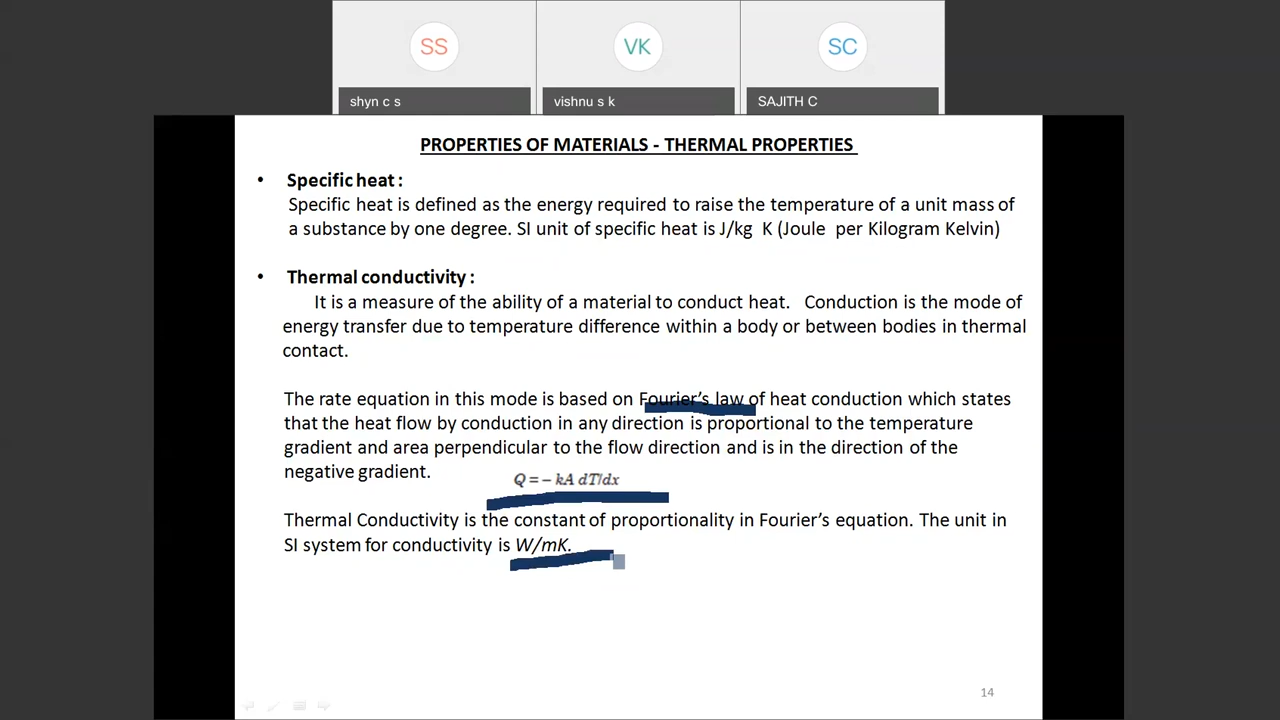 SS VK SC
shyn c s vishnu s k SAJITH C
PROPERTIES OF MATERIALS - THERMAL PROPERTIES
• Specific heat :
Specific heat is defined as the energy required to raise the temperature of a unit mass of
a substance by one degree. SI unit of specific heat is J/kg K (Joule per Kilogram Kelvin)
• Thermal conductivity :
It is a measure of the ability of a material to conduct heat. Conduction is the mode of
energy transfer due to temperature difference within a body or between bodies in thermal
contact.
The rate equation in this mode is based on Fourier’s law of heat conduction which states
that the heat flow by conduction in any direction is proportional to the temperature
gradient and area perpendicular to the flow direction and is in the direction of the
negative gradient.
Q = – kA dT/dx
Thermal Conductivity is the constant of proportionality in Fourier’s equation. The unit in
SI system for conductivity is W/mK.
14